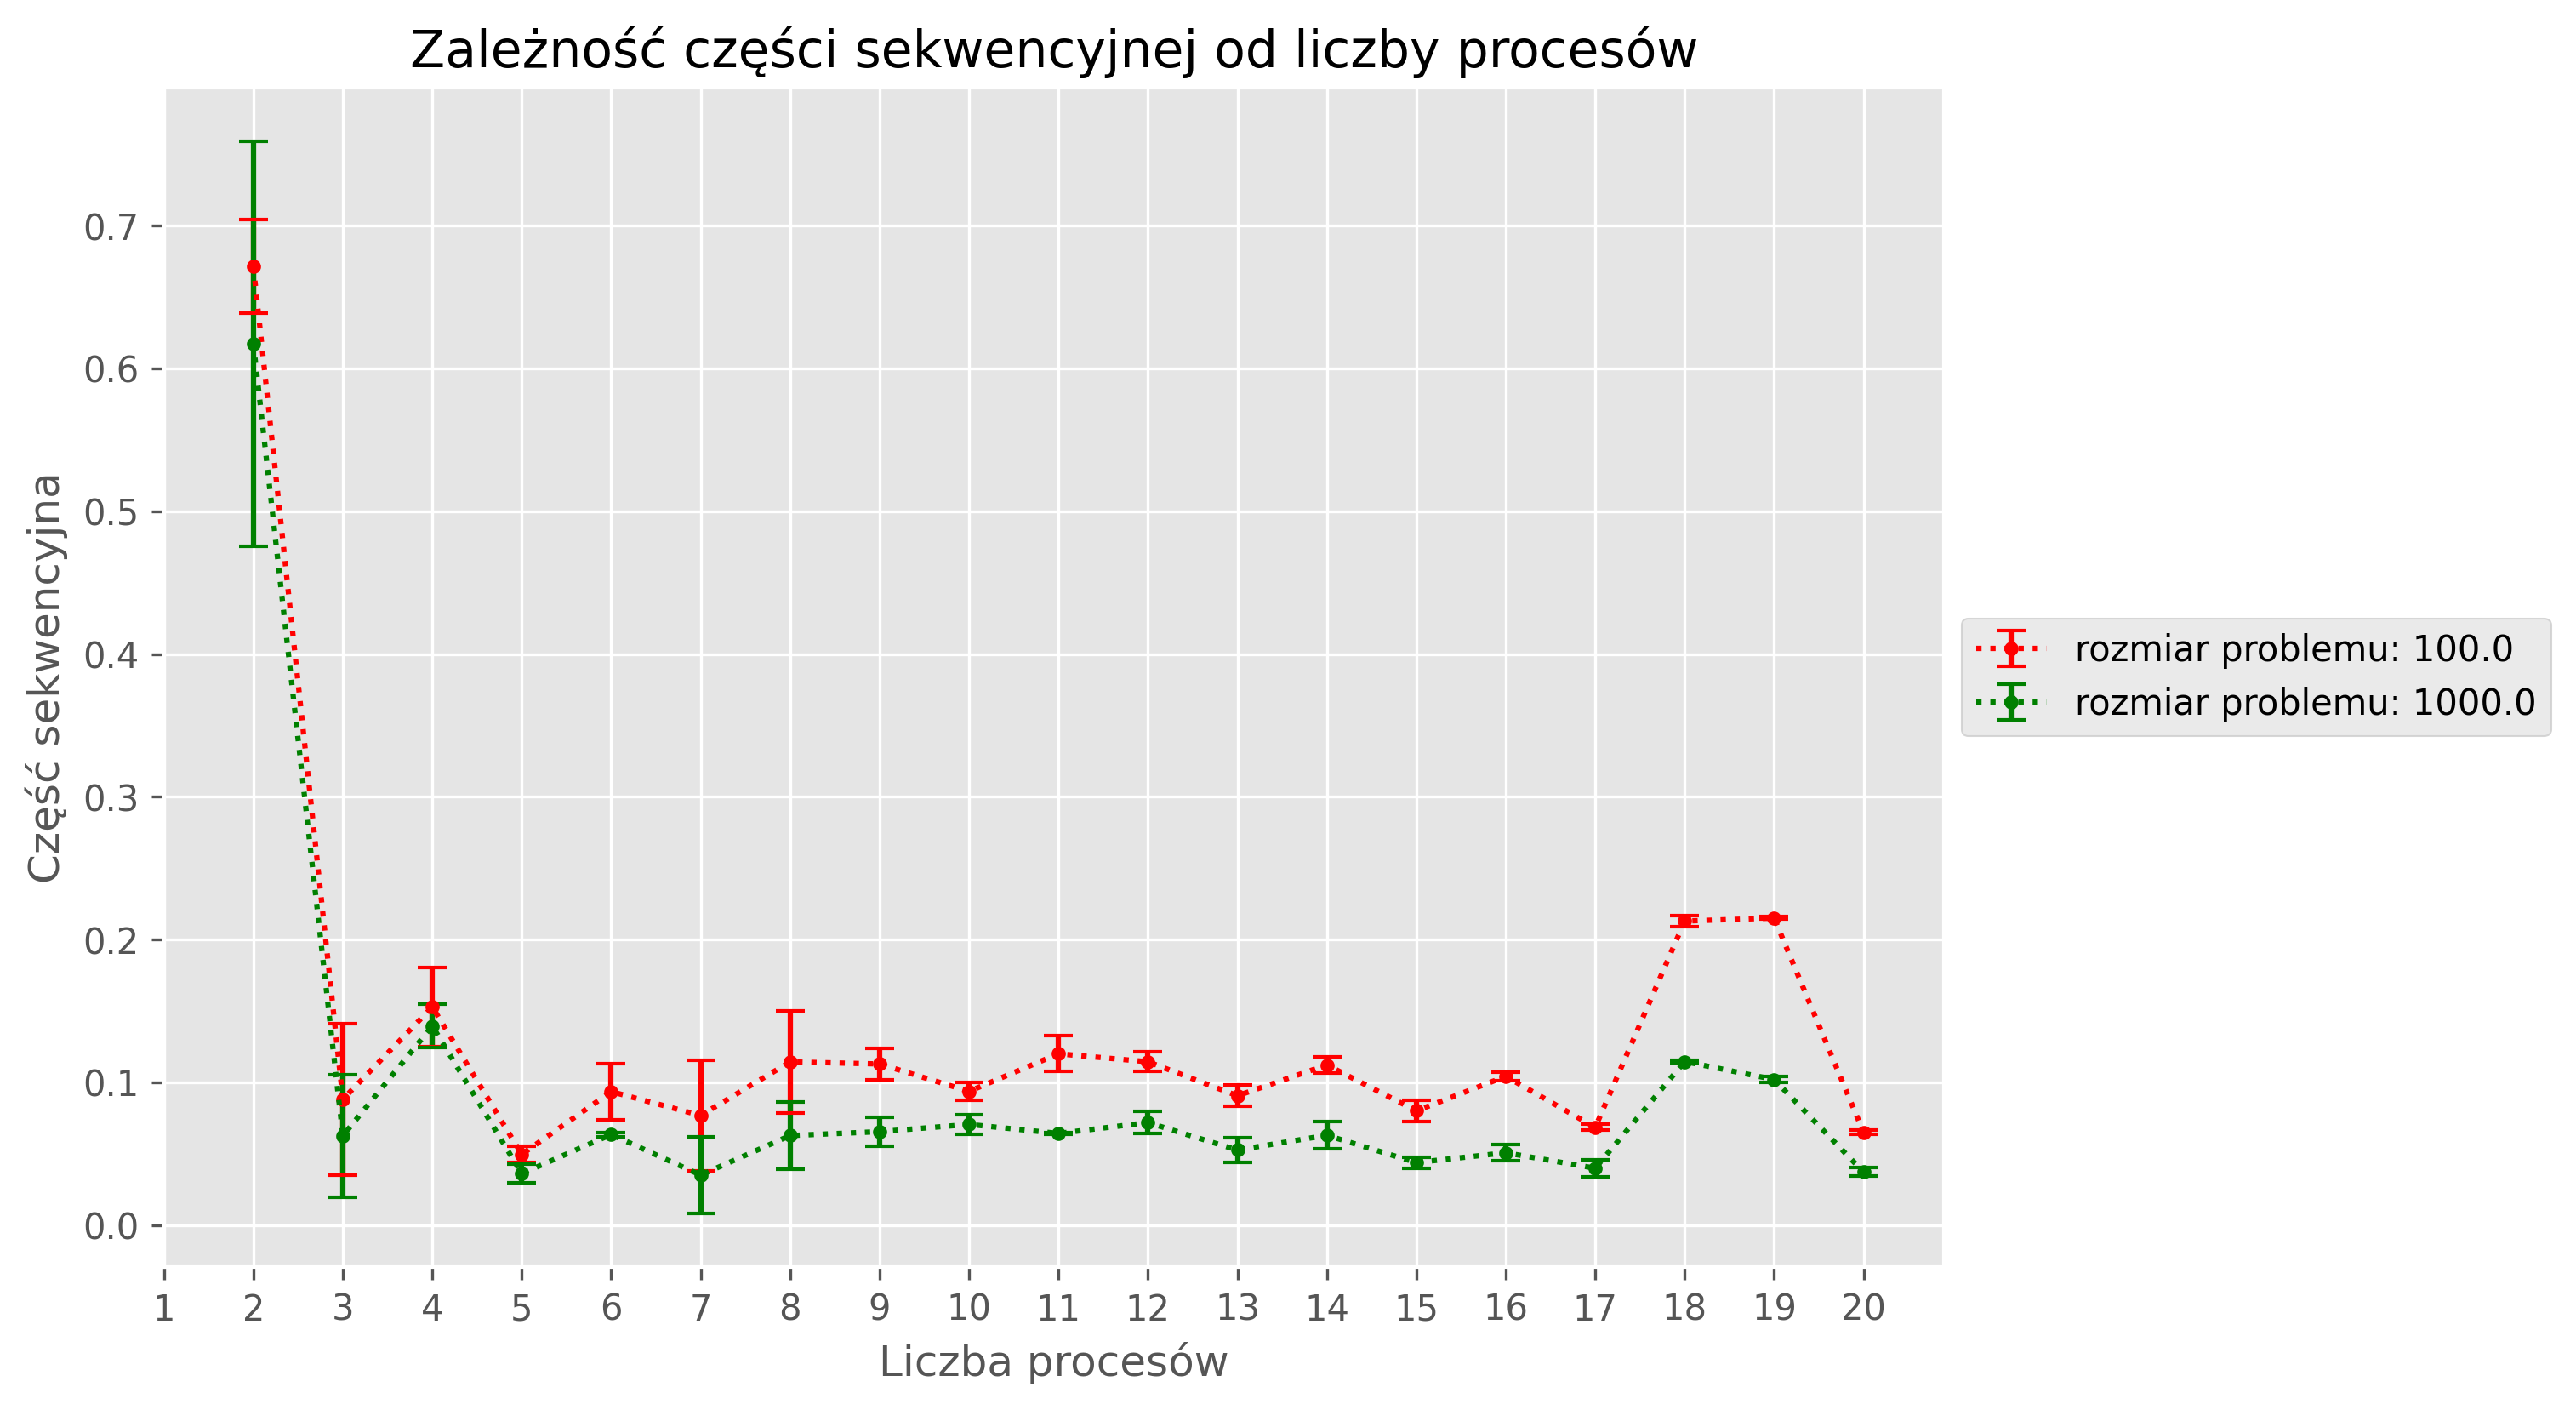 Zależność części sekwencyjnej od liczby procesów
Część sekwencyjna
0.7
0.6
0.5
0.4
0.3
0.2
0.1
0.0
1 2 3 4 5 6 7 8 9 10 11 12 13 14 15 16 17 18 19 20
Liczba procesów
rozmiar problemu: 100.0
rozmiar problemu: 1000.0